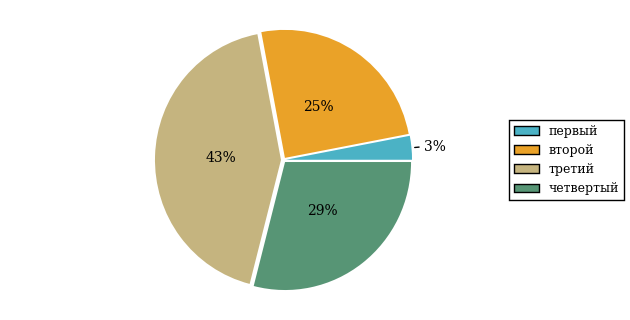 25%
3%
43%
29%
первый
второй
третий
четвертый